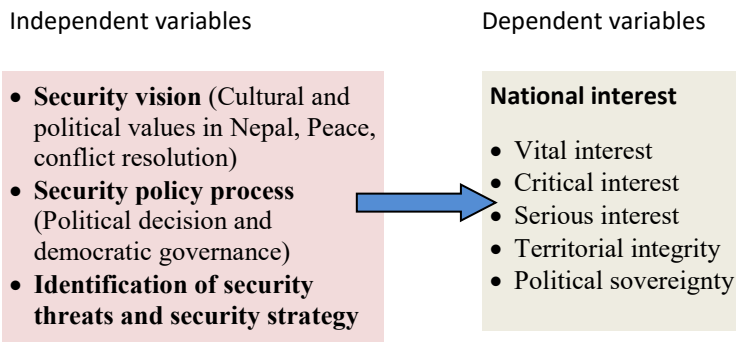 Independent variables
• Security vision (Cultural and
political values in Nepal, Peace,
conflict resolution)
• Security policy process
(Political decision and
democratic governance)
• Identification of security
threats and security strategy
Dependent variables
National interest
• Vital interest
• Critical interest
• Serious interest
• Territorial integrity
• Political sovereignty